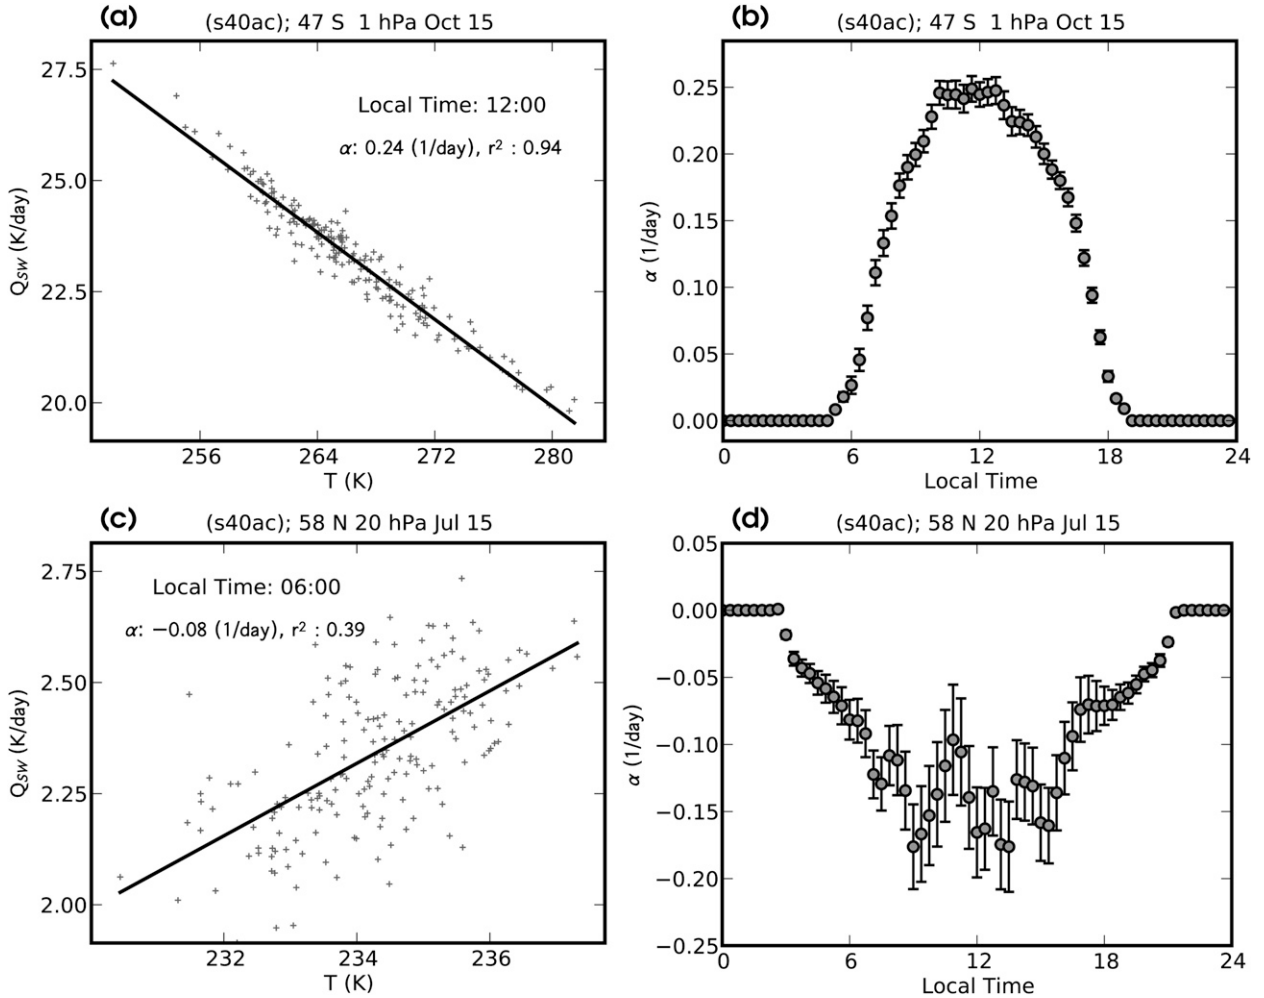 (a) (s40ac); 47 S 1 hPa Oct 15
27.5
25.0
22.5
20.0
Q_SW (K/day)
Local Time: 12:00
α: 0.24 (1/day), r² : 0.94
256 264 272 280
T (K)
(b) (s40ac); 47 S 1 hPa Oct 15
0.25
0.20
0.15
0.10
0.05
0.00
α (1/day)
0 6 12 18 24
Local Time
(c) (s40ac); 58 N 20 hPa Jul 15
2.75
2.50
2.25
2.00
Q_SW (K/day)
Local Time: 06:00
α: −0.08 (1/day), r² : 0.39
232 234 236
T (K)
(d) (s40ac); 58 N 20 hPa Jul 15
0.05
0.00
−0.05
−0.10
−0.15
−0.20
−0.25
α (1/day)
0 6 12 18 24
Local Time